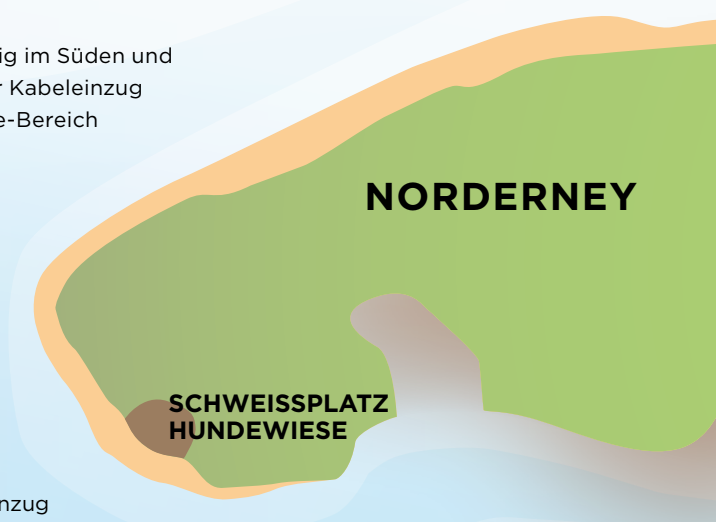 ig im Süden und
r Kabeleinzug
e-Bereich
NORDERNEY
SCHWEISSPLATZ
HUNDEWIESE
nzug